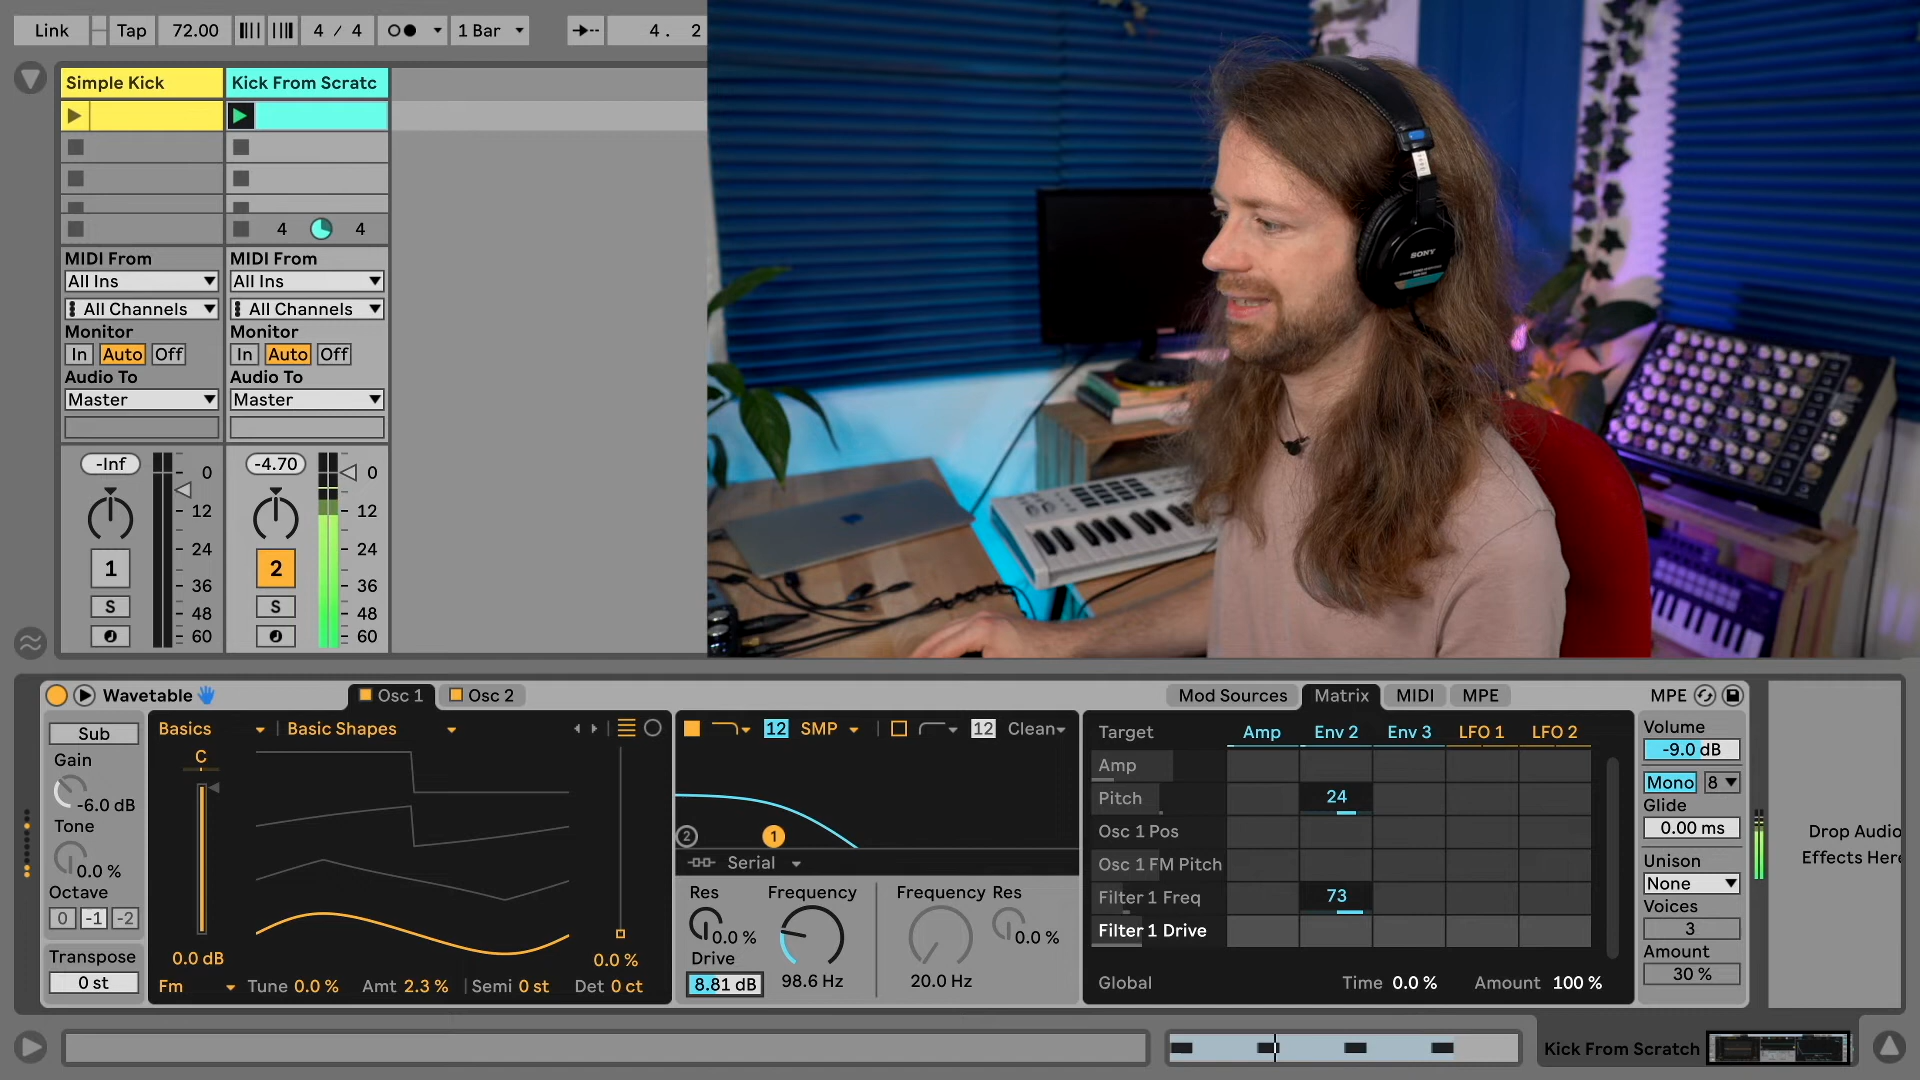 Link Tap 72.00 4 / 4 1 Bar 4. 2
Simple Kick Kick From Scratc
4 4
MIDI From MIDI From
All Ins All Ins
All Channels All Channels
Monitor Monitor
In Auto Off In Auto Off
Audio To Audio To
Master Master
-Inf 0 -4.70 0
12 12
24 24
1 2
36 36
S 48 S 48
60 60
SONY
Wavetable Osc 1 Osc 2 Mod Sources Matrix MIDI MPE MPE
Sub
Gain
-6.0 dB
Tone
0.0 %
Octave
0 -1 -2
Transpose
0 st
Basics Basic Shapes
C
0.0 dB 0.0 %
Fm Tune 0.0 % Amt 2.3 % Semi 0 st Det 0 ct
12 SMP 12 Clean
2 1
Serial
Res Frequency Frequency Res
0.0 % 0.0 %
Drive
8.81 dB 98.6 Hz 20.0 Hz
Target Amp Env 2 Env 3 LFO 1 LFO 2
Amp
Pitch 24
Osc 1 Pos
Osc 1 FM Pitch
Filter 1 Freq 73
Filter 1 Drive
Global Time 0.0 % Amount 100 %
Volume
-9.0 dB
Mono 8
Glide
0.00 ms
Unison
None
Voices
3
Amount
30 %
Drop Audio
Effects Here
Kick From Scratch